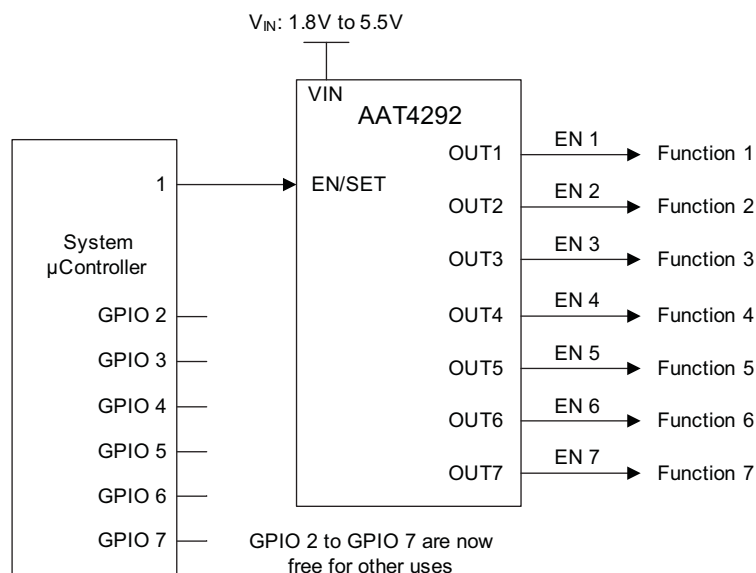 VIN: 1.8V to 5.5V
VIN
AAT4292
OUT1
EN 1
Function 1
1
EN/SET
OUT2
EN 2
Function 2
System
µController
OUT3
EN 3
Function 3
GPIO 2
OUT4
EN 4
Function 4
GPIO 3
OUT5
EN 5
Function 5
GPIO 4
OUT6
EN 6
Function 6
GPIO 5
OUT7
EN 7
Function 7
GPIO 6
GPIO 7
GPIO 2 to GPIO 7 are now
free for other uses